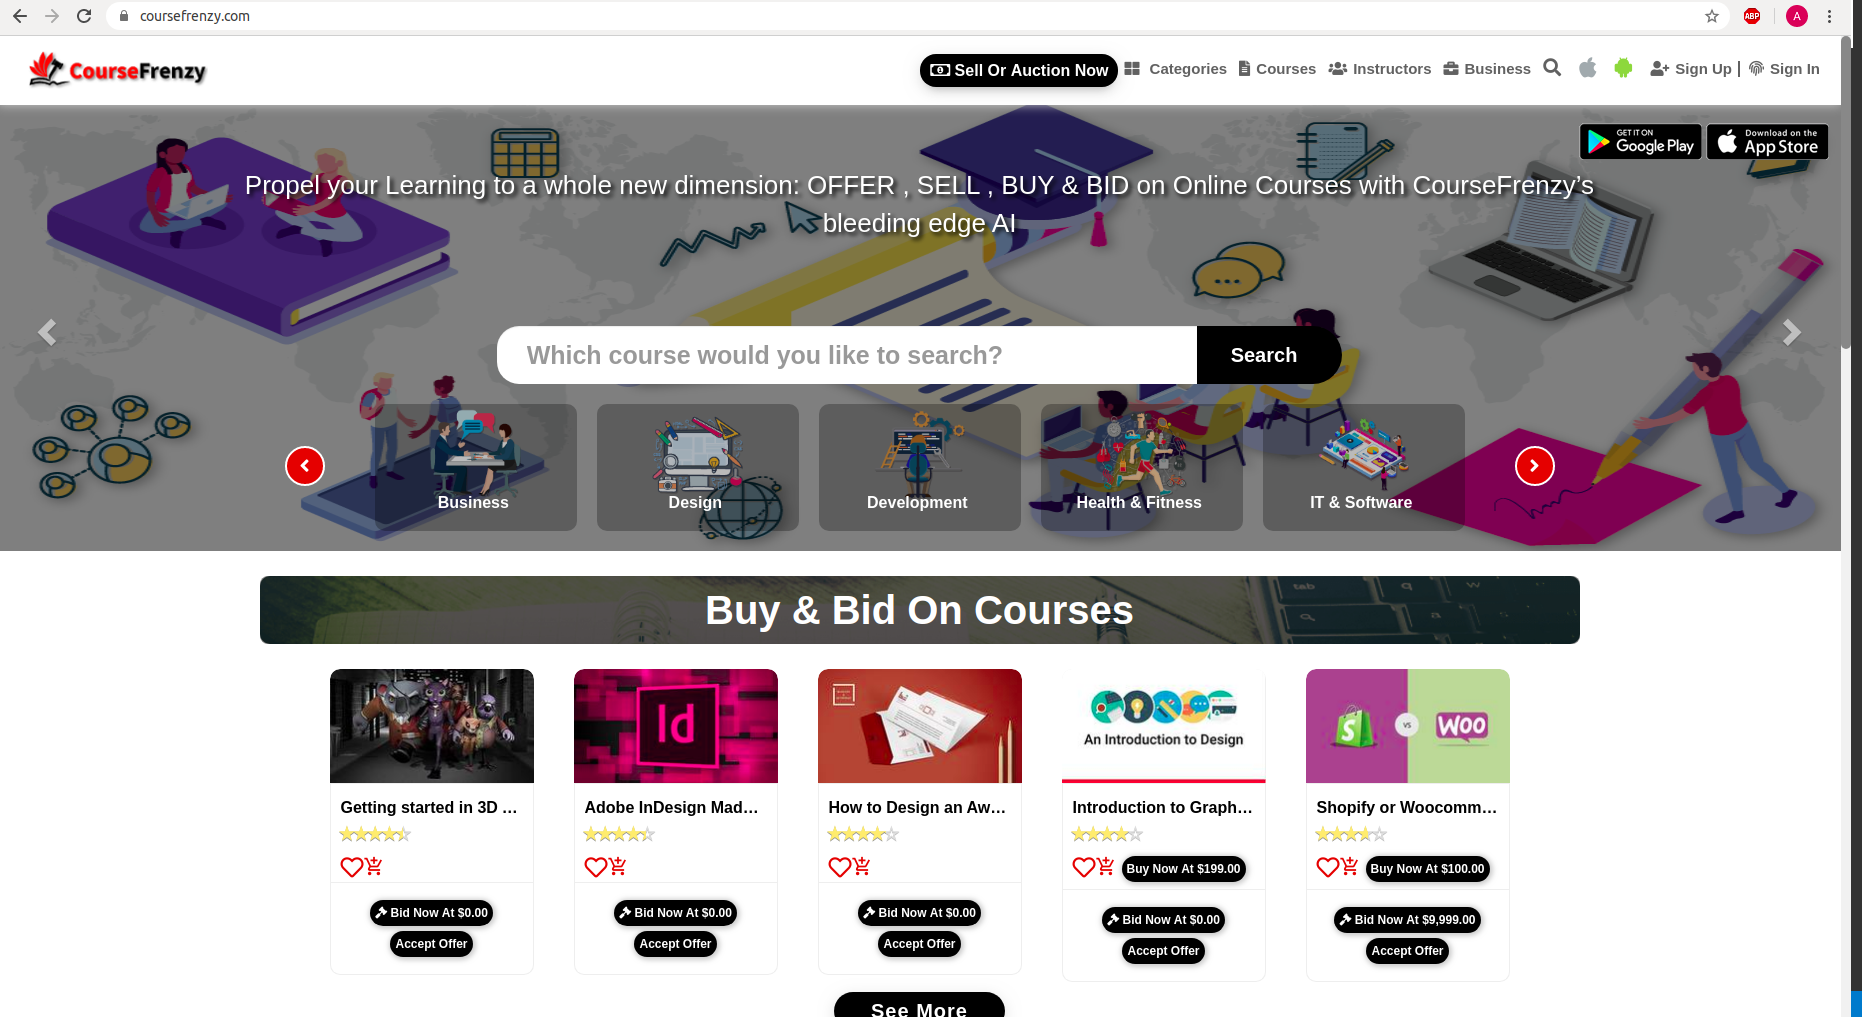 coursefrenzy.com
ABP
A
CourseFrenzy
Sell Or Auction Now
Categories
Courses
Instructors
Business
Sign Up |
Sign In
GET IT ON
Google Play
Download on the
App Store
Propel your Learning to a whole new dimension: OFFER , SELL , BUY & BID on Online Courses with CourseFrenzy’s
bleeding edge AI
Which course would you like to search?
Search
Business
Design
Development
Health & Fitness
IT & Software
Buy & Bid On Courses
tab
Q
W
Id
An Introduction to Design
S
VS
WOO
Getting started in 3D ...
Adobe InDesign Mad...
How to Design an Aw...
Introduction to Graph...
Shopify or Woocomm...
Buy Now At $199.00
Buy Now At $100.00
Bid Now At $0.00
Accept Offer
Bid Now At $0.00
Accept Offer
Bid Now At $0.00
Accept Offer
Bid Now At $0.00
Accept Offer
Bid Now At $9,999.00
Accept Offer
See More